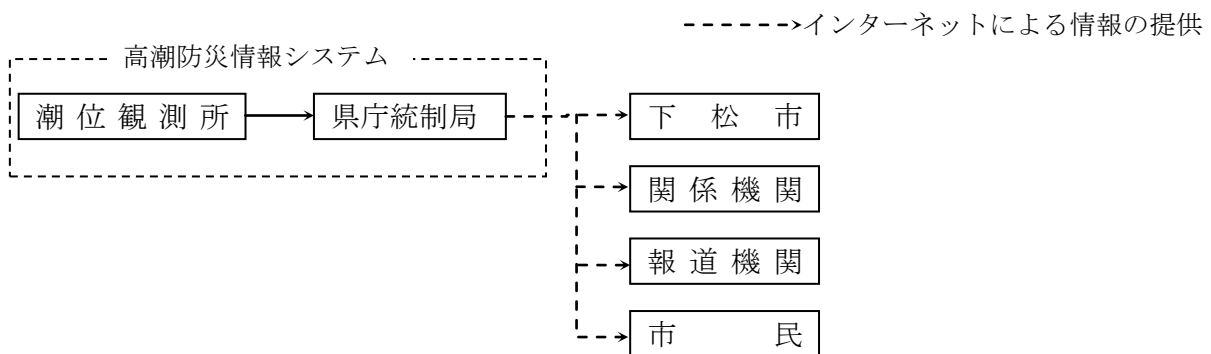 インターネットによる情報の提供
高潮防災情報システム
潮位観測所
県庁統制局
下松市
関係機関
報道機関
市民